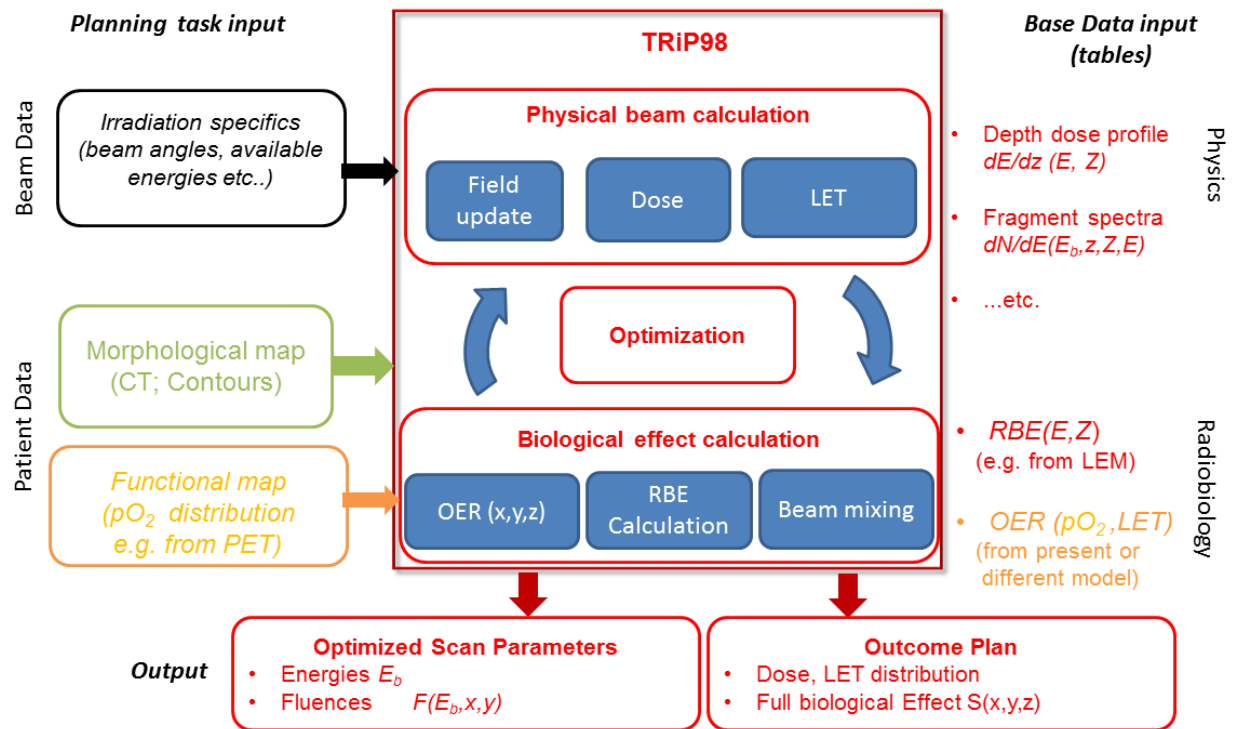 Planning task input
TRiP98
Base Data input
(tables)
Beam Data
Irradiation specifics
(beam angles, available
energies etc..)
Physical beam calculation
Field
update
Dose
LET
• Depth dose profile
dE/dz (E, Z)
• Fragment spectra
dN/dE(E_b,z,Z,E)
• ...etc.
Physics
Patient Data
Morphological map
(CT; Contours)
Functional map
(pO₂ distribution
e.g. from PET)
Optimization
Biological effect calculation
OER (x,y,z)
RBE
Calculation
Beam mixing
• RBE(E,Z)
(e.g. from LEM)
• OER (pO₂,LET)
(from present or
different model)
Radiobiology
Output
Optimized Scan Parameters
• Energies E_b
• Fluences F(E_b,x,y)
Outcome Plan
• Dose, LET distribution
• Full biological Effect S(x,y,z)